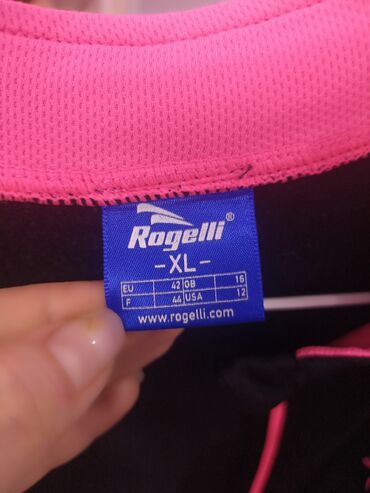 Rogelli®
-XL-
EU 42 GB 16
F 44 USA 12
www.rogelli.com